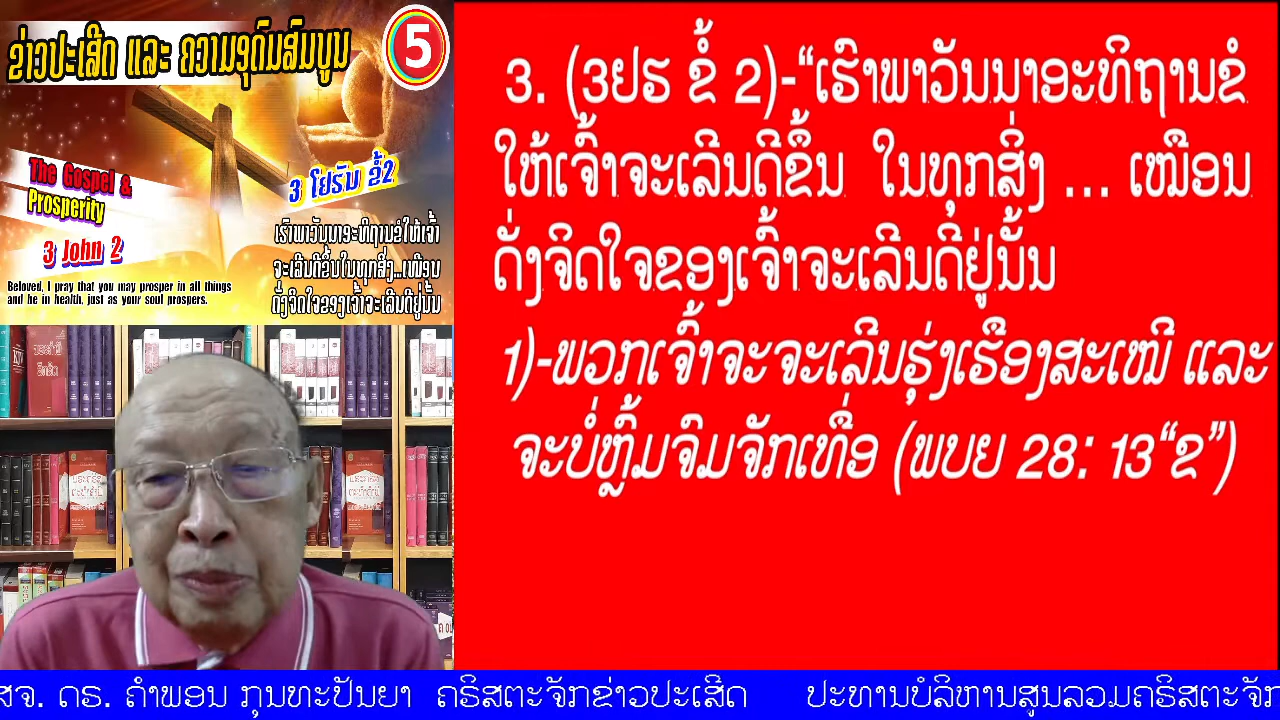 ຂ່າວປະເສີດ ແລະ ຄວາມອຸດົມສົມບູນ
5
The Gospel &
Prosperity
3 John 2
Beloved, I pray that you may prosper in all things
and be in health, just as your soul prospers.
3 ໂຢຮັນ ຂໍ້2
ເຮົາພາວັນນາອະທິຖານຂໍໃຫ້ເຈົ້າ
ຈະເລີນດີຂຶ້ນໃນທຸກສິ່ງ...ເໝືອນ
ດັ່ງຈິດໃຈຂອງເຈົ້າຈະເລີນດີຢູ່ນັ້ນ
3. (3ຢຮ ຂໍ້ 2)-“ເຮົາພາວັນນາອະທິຖານຂໍ
ໃຫ້ເຈົ້າຈະເລີນດີຂຶ້ນ ໃນທຸກສິ່ງ ... ເໝືອນ
ດັ່ງຈິດໃຈຂອງເຈົ້າຈະເລີນດີຢູ່ນັ້ນ
1)-ພວກເຈົ້າຈະຈະເລີນຮຸ່ງເຮືອງສະເໝີ ແລະ
ຈະບໍ່ຫຼົ້ມຈົມຈັກເທື່ອ (ພບຍ 28: 13“ຂ”)
ສຈ. ດຣ. ຄຳພອນ ກຸນທະປັນຍາ ຄຣິສຕະຈັກຂ່າວປະເສີດ ປະທານບໍລິຫານສູນລວມຄຣິສຕະຈັກ